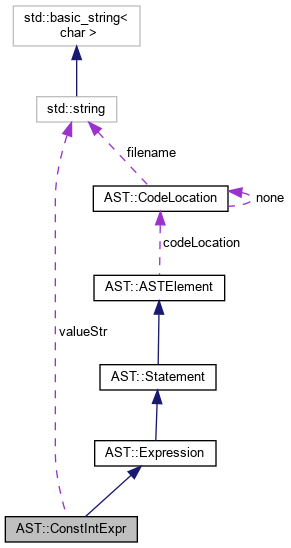 std::basic_string<
char >
std::string
filename
AST::CodeLocation
none
codeLocation
AST::ASTElement
valueStr
AST::Statement
AST::Expression
AST::ConstIntExpr